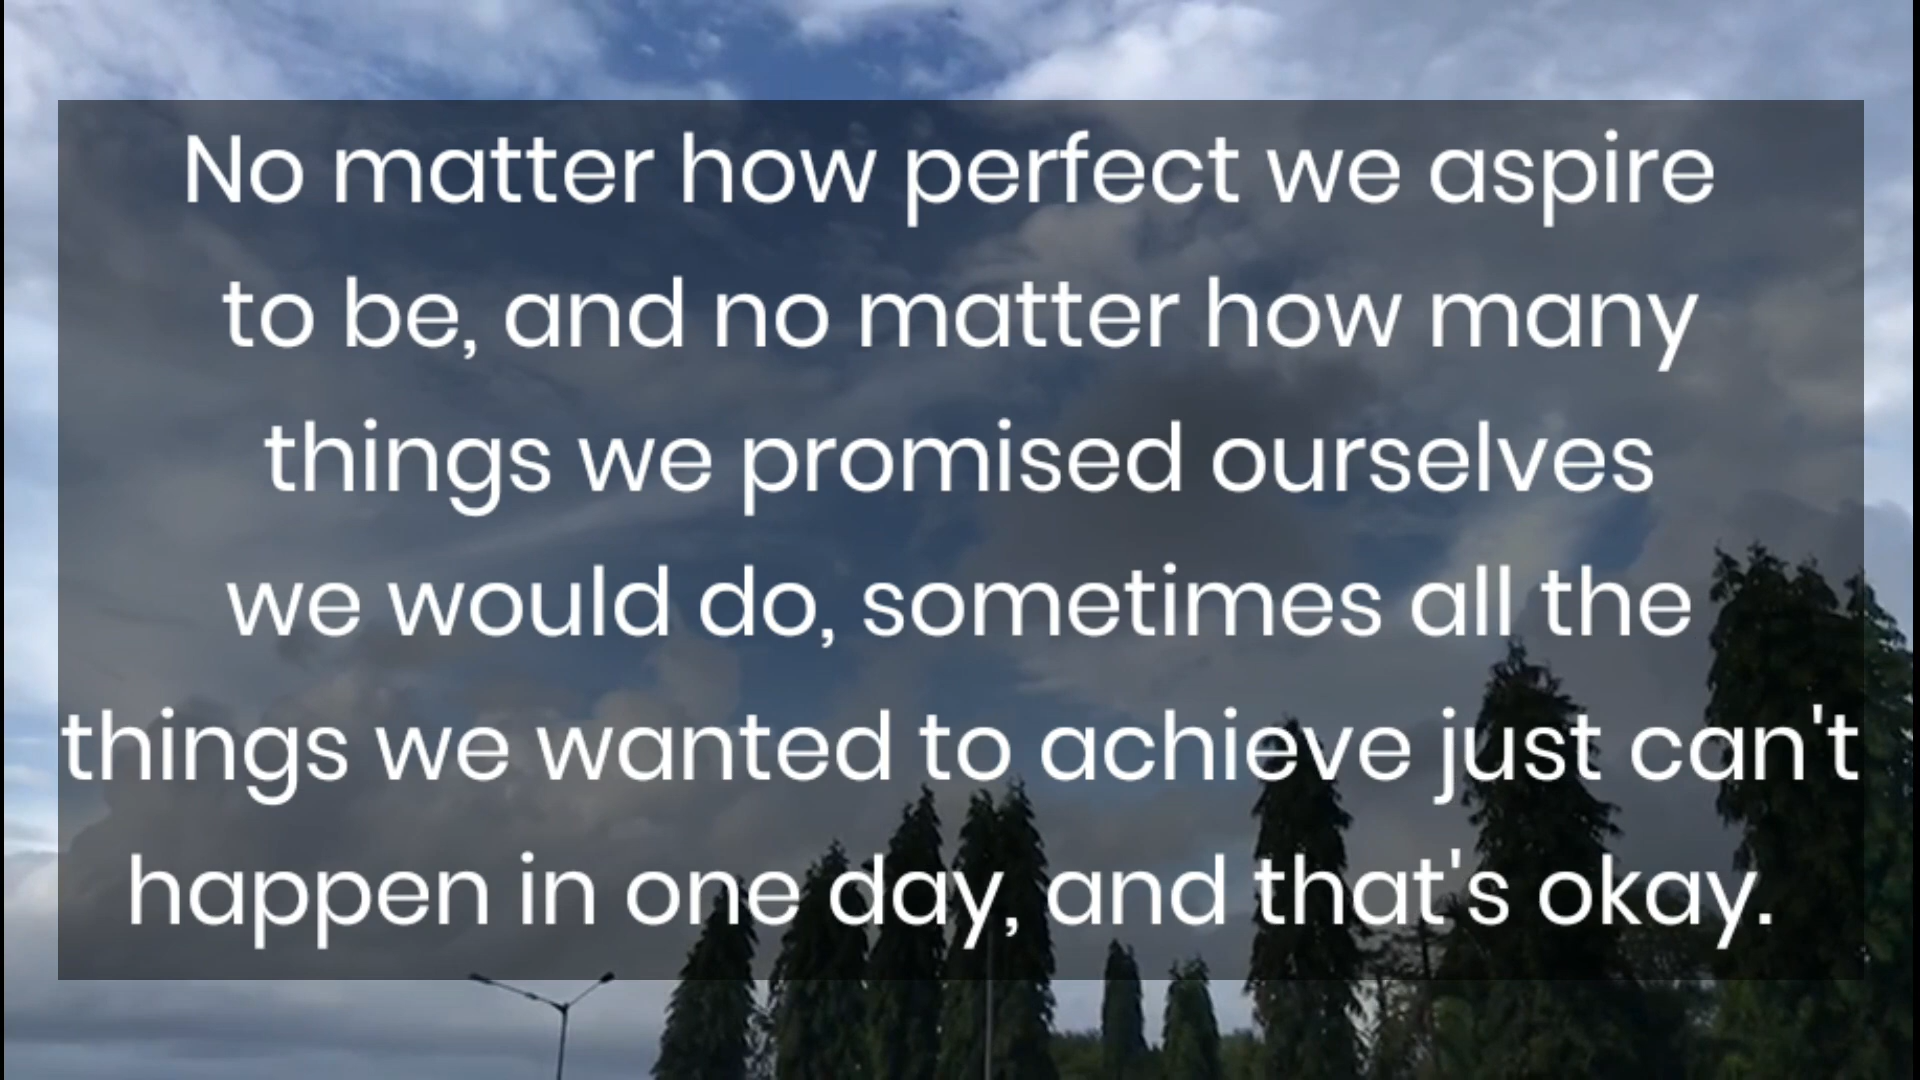 No matter how perfect we aspire
to be, and no matter how many
things we promised ourselves
we would do, sometimes all the
things we wanted to achieve just can't
happen in one day, and that's okay.